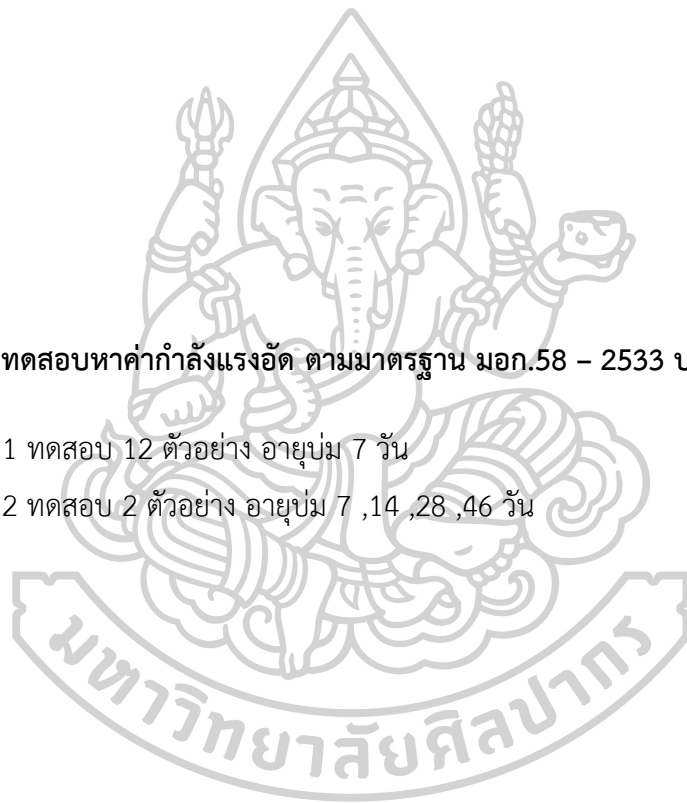 ทดสอบหาค่ากำลังแรงอัด ตามมาตรฐาน มอก.58 – 2533 ป
1 ทดสอบ 12 ตัวอย่าง อายุบ่ม 7 วัน
2 ทดสอบ 2 ตัวอย่าง อายุบ่ม 7 ,14 ,28 ,46 วัน
มหาวิทยาลัยศิลปากร